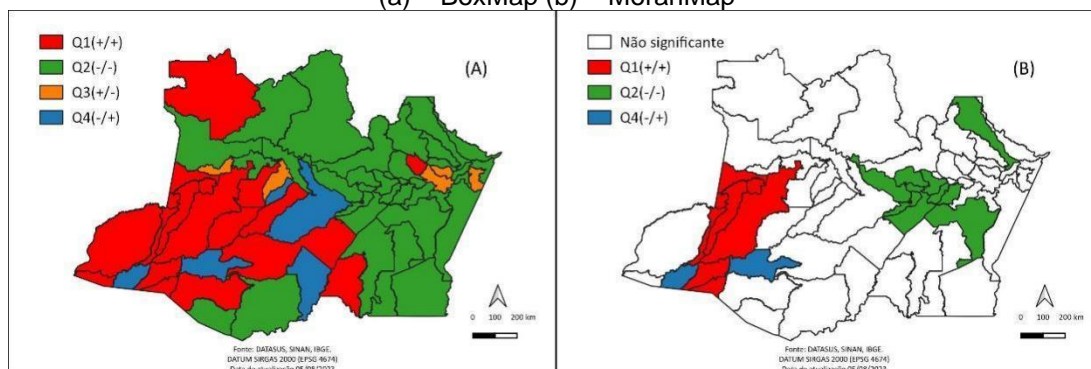 (a) – BoxMap (b) – MoranMap
Q1(+/+)
Q2(-/-)
Q3(+/-)
Q4(-/+)
(A)
0 100 200 km
Fonte: DATASUS, SINAN, IBGE.
DATUM SIRGAS 2000 (EPSG 4674)
Não significante
Q1(+/+)
Q2(-/-)
Q4(-/+)
(B)
0 100 200 km
Fonte: DATASUS, SINAN, IBGE.
DATUM SIRGAS 2000 (EPSG 4674)